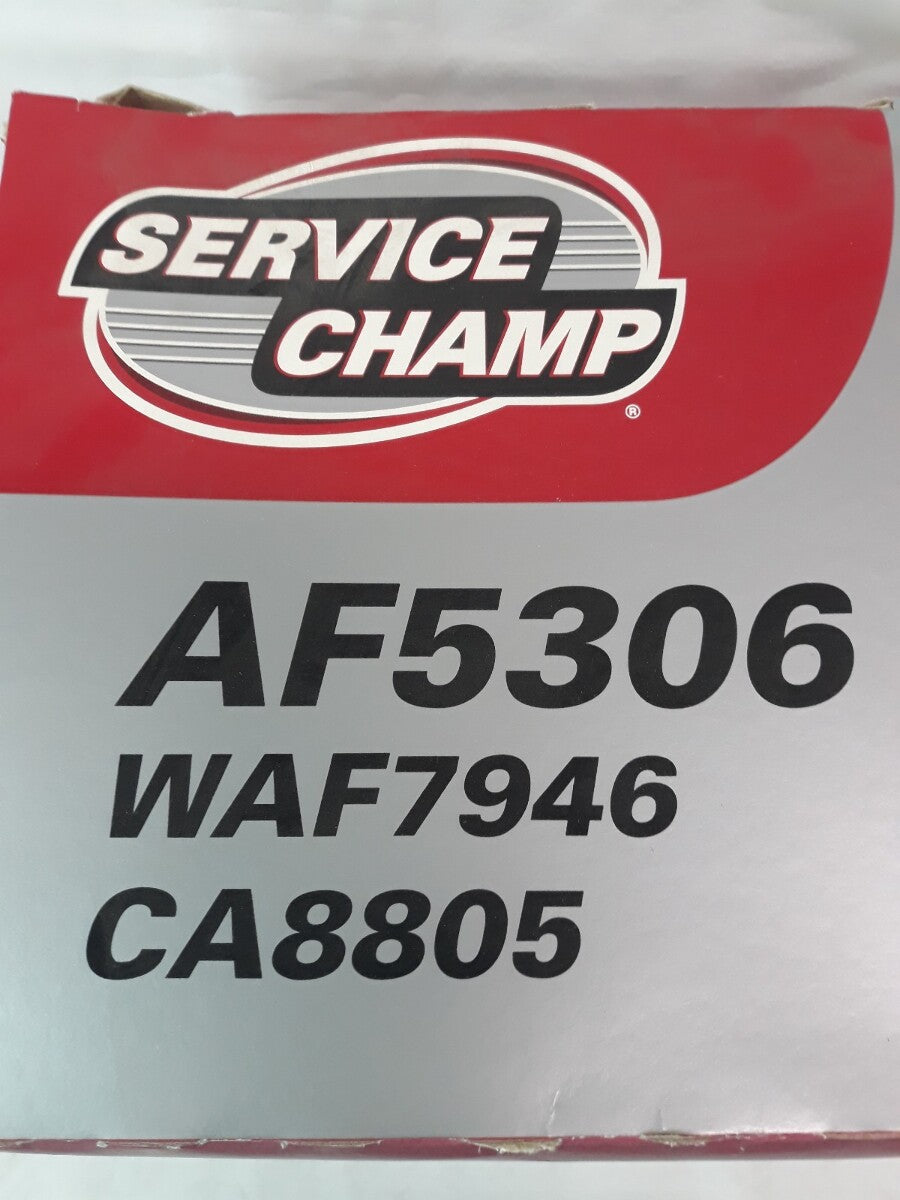 SERVICE
CHAMP
®
AF5306
WAF7946
CA8805